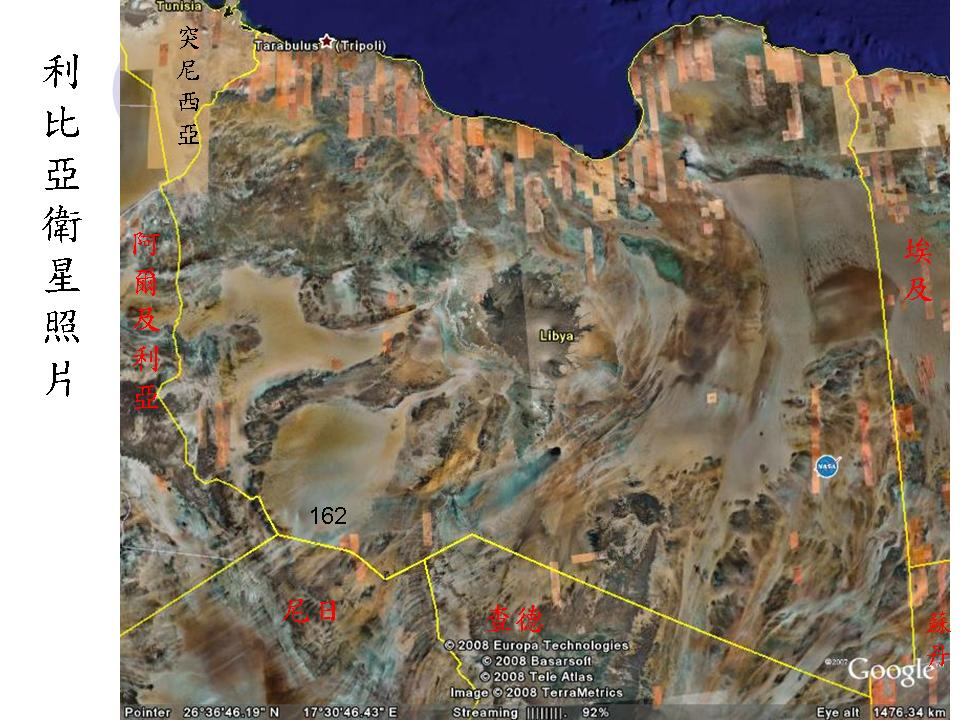 利比亞衛星照片
Tunisia
突尼西亞
Tarabulus (Tripoli)
阿爾及利亞
埃及
Libya
NASA
162
尼日
查德
蘇丹
© 2008 Europa Technologies
© 2008 Basarsoft
© 2008 Tele Atlas
Image © 2008 TerraMetrics
©2007 Google™
Pointer 26°36'46.19" N 17°30'46.43" E Streaming ||||||||. 92% Eye alt 1476.34 km